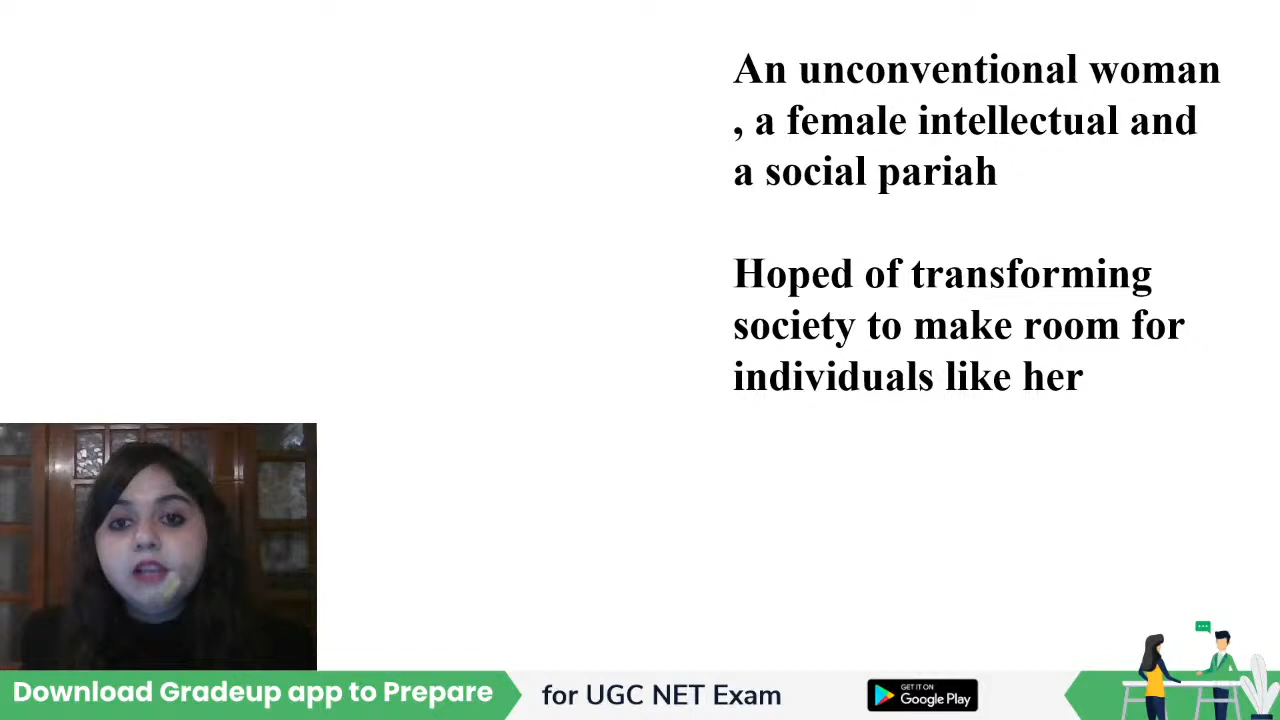 An unconventional woman
, a female intellectual and
a social pariah
Hoped of transforming
society to make room for
individuals like her
Download Gradeup app to Prepare
for UGC NET Exam
GET IT ON
Google Play